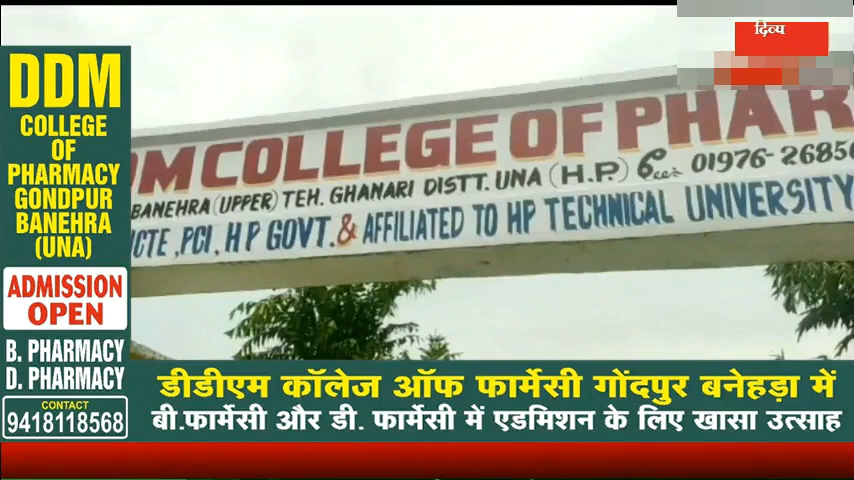 दिव्य
DDM
COLLEGE
OF
PHARMACY
GONDPUR
BANEHRA
(UNA)
ADMISSION
OPEN
B. PHARMACY
D. PHARMACY
CONTACT
9418118568
DM COLLEGE OF PHAR
BANEHRA (UPPER) TEH. GHANARI DISTT. UNA (H.P.) 01976-2685
CTE, PCI, H P GOVT. & AFFILIATED TO HP TECHNICAL UNIVERSITY
डीडीएम कॉलेज ऑफ फार्मेसी गोंदपुर बनेहड़ा में
बी.फार्मेसी और डी. फार्मेसी में एडमिशन के लिए खासा उत्साह